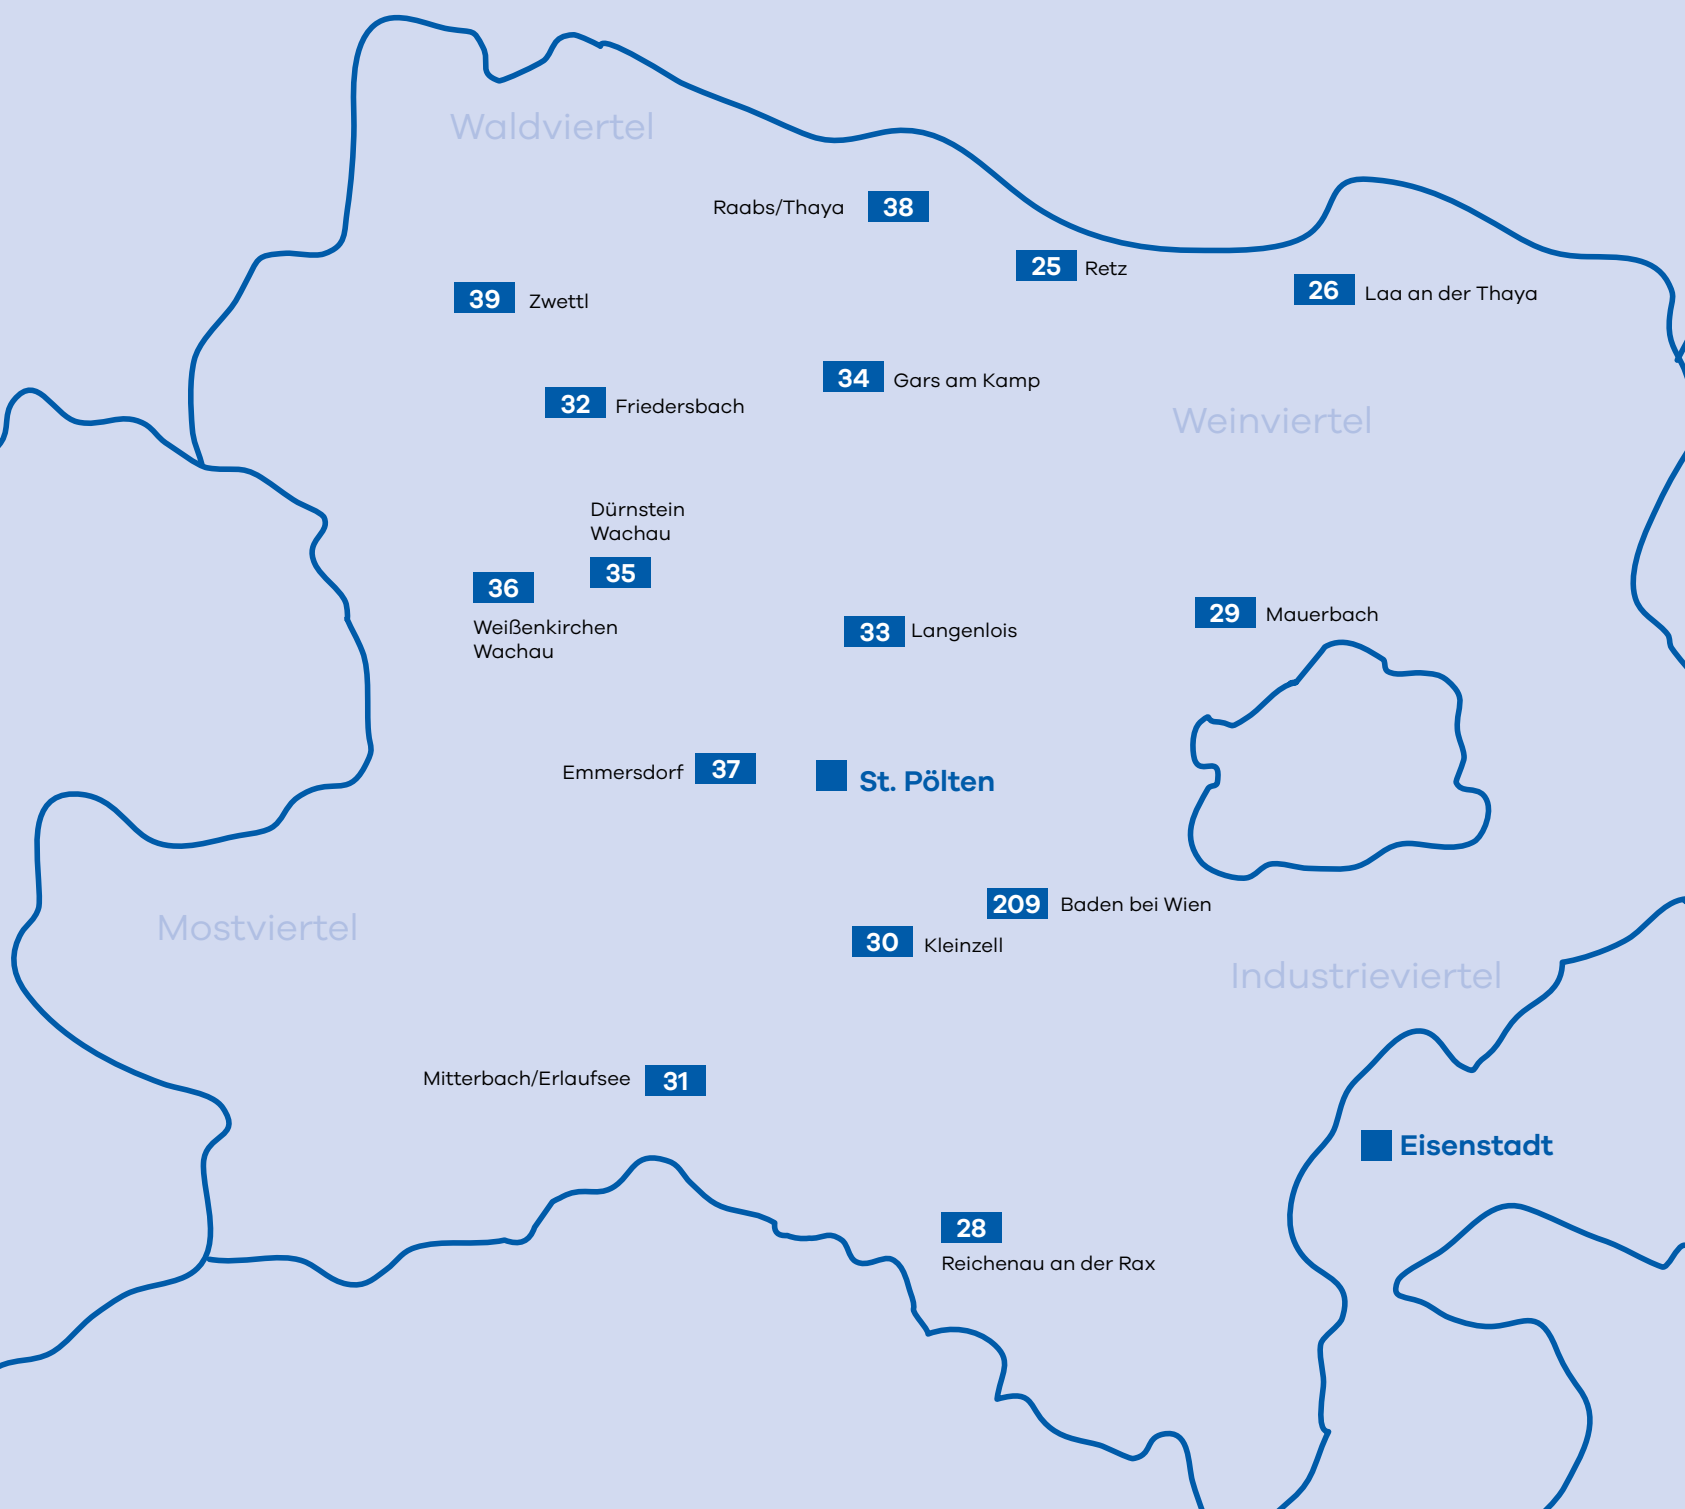 Waldviertel
Raabs/Thaya 38
25 Retz
26 Laa an der Thaya
39 Zwettl
34 Gars am Kamp
32 Friedersbach
Weinviertel
Dürnstein
Wachau
35
36
Weißenkirchen
Wachau
29 Mauerbach
33 Langenlois
Emmersdorf 37
St. Pölten
209 Baden bei Wien
Mostviertel
30 Kleinzell
Industrieviertel
Mitterbach/Erlaufsee 31
Eisenstadt
28
Reichenau an der Rax